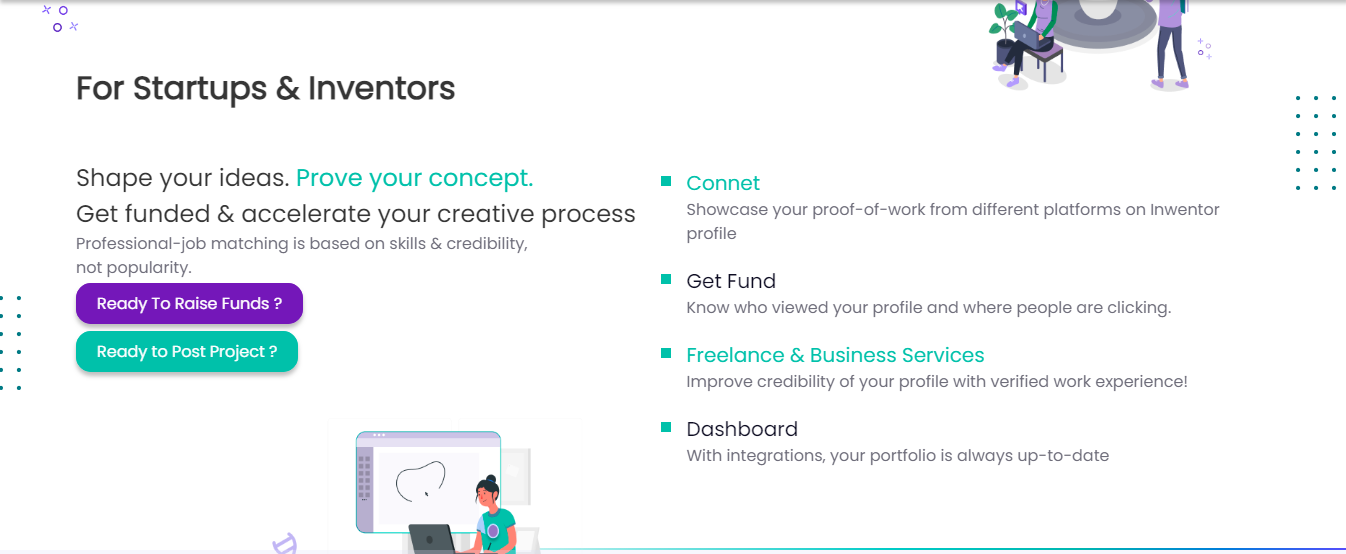 For Startups & Inventors
Shape your ideas. Prove your concept.
Get funded & accelerate your creative process
Professional-job matching is based on skills & credibility,
not popularity.
Ready To Raise Funds ?
Ready to Post Project ?
Connet
Showcase your proof-of-work from different platforms on Inwentor
profile
Get Fund
Know who viewed your profile and where people are clicking.
Freelance & Business Services
Improve credibility of your profile with verified work experience!
Dashboard
With integrations, your portfolio is always up-to-date